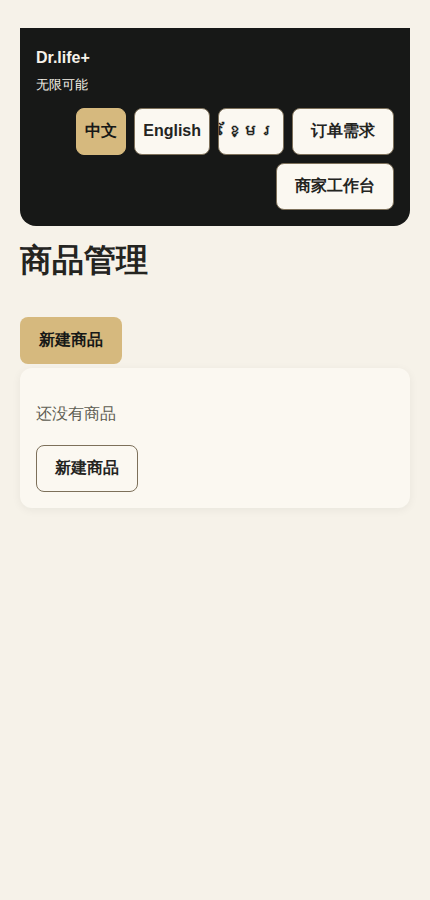 Dr.life+
无限可能
中文 English ខ្មែរ 订单需求
商家工作台
商品管理
新建商品
还没有商品
新建商品